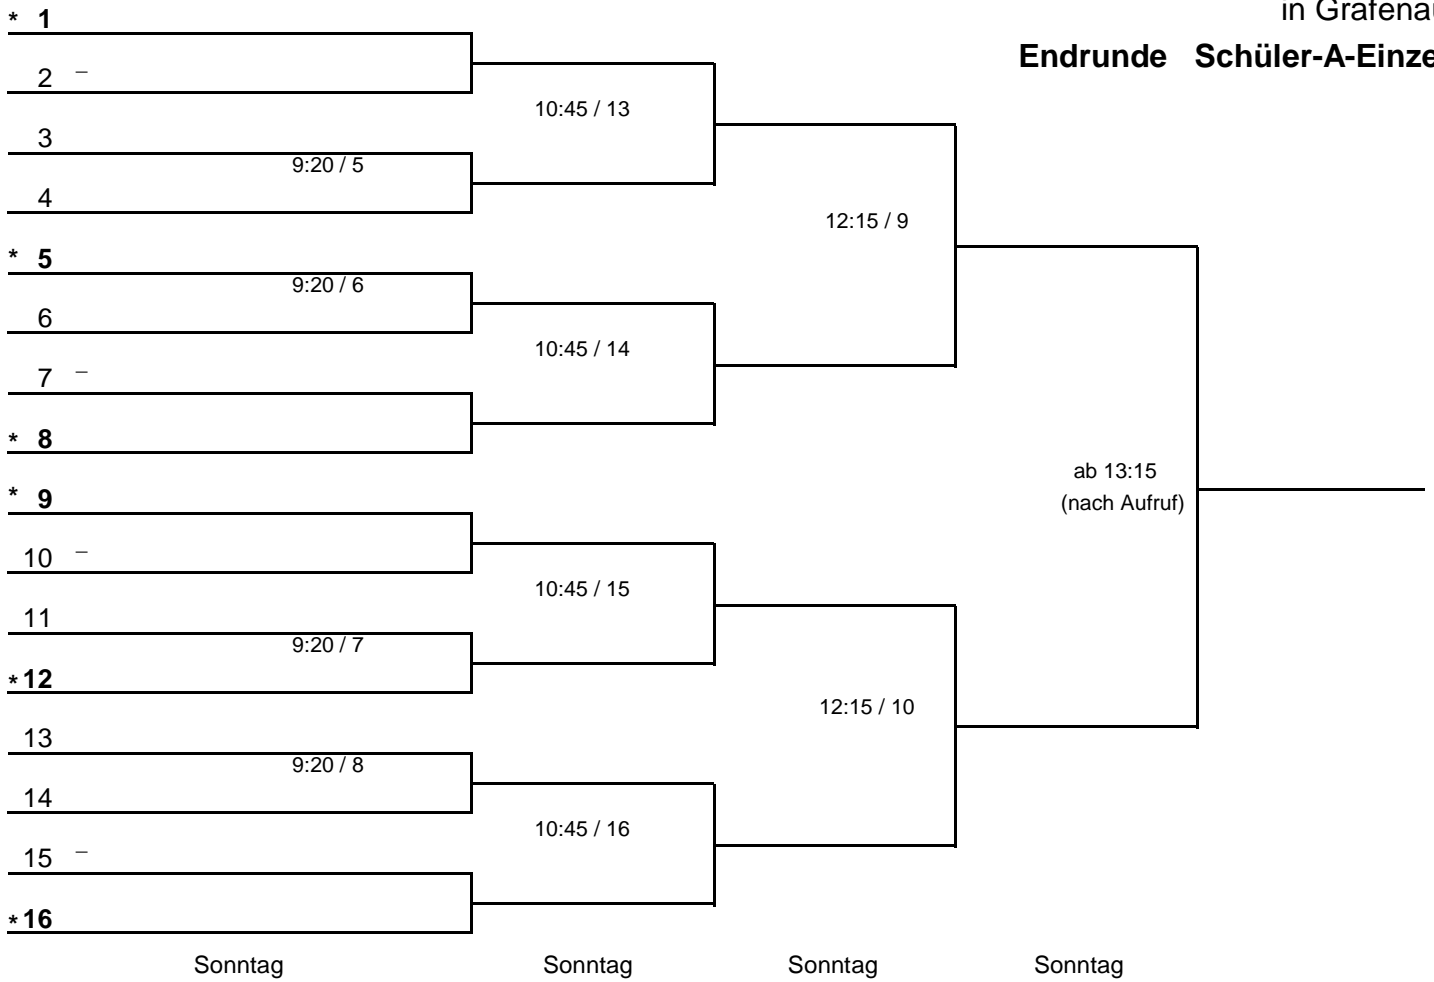 in Grafenau
Endrunde Schüler-A-Einze
* 1
2 –
10:45 / 13
3
9:20 / 5
4
12:15 / 9
* 5
9:20 / 6
6
10:45 / 14
7 –
* 8
ab 13:15
(nach Aufruf)
* 9
10 –
10:45 / 15
11
9:20 / 7
* 12
12:15 / 10
13
9:20 / 8
14
10:45 / 16
15 –
* 16
Sonntag Sonntag Sonntag Sonntag